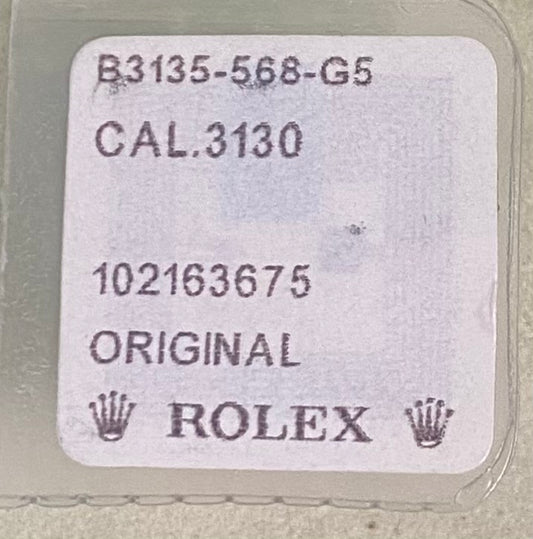 B3135-568-G5
CAL.3130
102163675
ORIGINAL
ROLEX